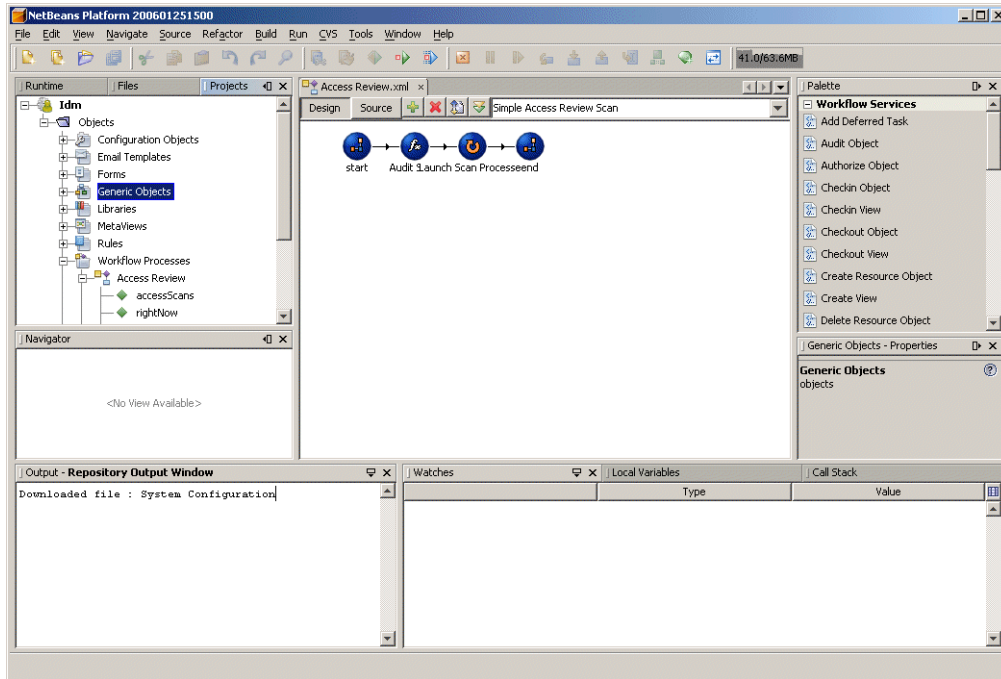 NetBeans Platform 200601251500
File Edit View Navigate Source Refactor Build Run CVS Tools Window Help
41.0/63.6MB
Runtime Files Projects
Idm
Objects
Configuration Objects
Email Templates
Forms
Generic Objects
Libraries
MetaViews
Rules
Workflow Processes
Access Review
accessScans
rightNow
Navigator
<No View Available>
Access Review.xml
Design Source Simple Access Review Scan
start Audit Launch Scan Processe end
Palette
Workflow Services
Add Deferred Task
Audit Object
Authorize Object
Checkin Object
Checkin View
Checkout Object
Checkout View
Create Resource Object
Create View
Delete Resource Object
Generic Objects - Properties
Generic Objects
objects
Output - Repository Output Window
Downloaded file : System Configuration
Watches Local Variables Call Stack
Type Value